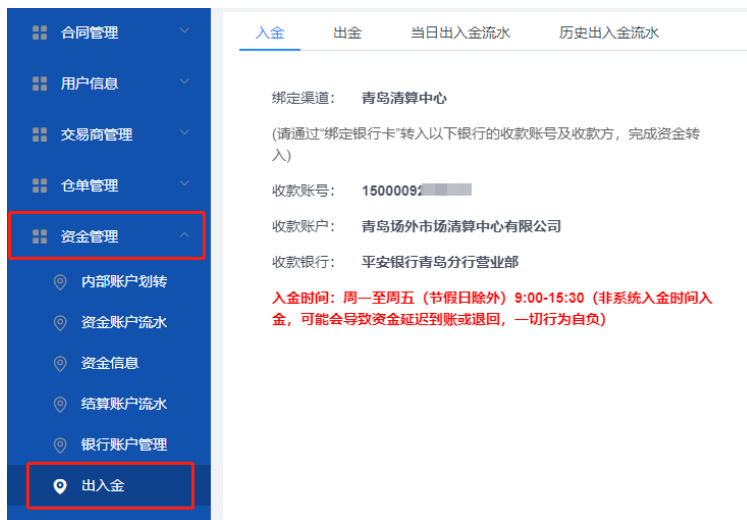 合同管理
用户信息
交易商管理
仓单管理
资金管理
内部账户划转
资金账户流水
资金信息
结算账户流水
银行账户管理
出入金
入金 出金 当日出入金流水 历史出入金流水
绑定渠道： 青岛清算中心
(请通过“绑定银行卡”转入以下银行的收款账号及收款方，完成资金转
入)
收款账号： 1500009
收款账户： 青岛场外市场清算中心有限公司
收款银行： 平安银行青岛分行营业部
入金时间：周一至周五（节假日除外）9:00-15:30（非系统入金时间入
金，可能会导致资金延迟到账或退回，一切行为自负）